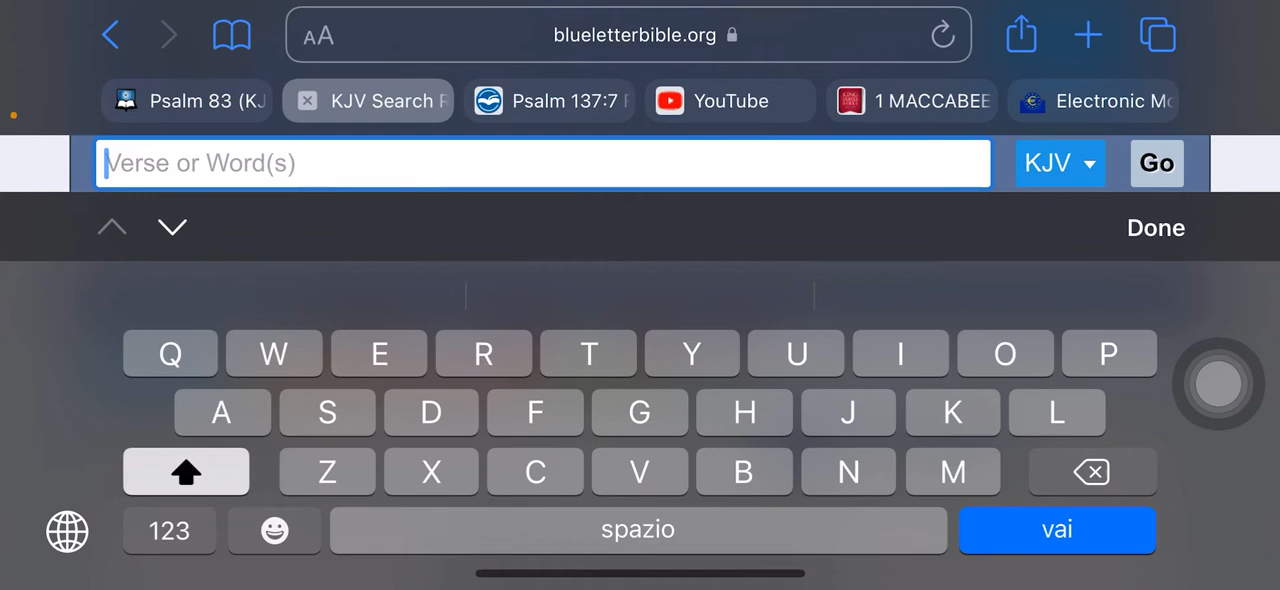 AA blueletterbible.org
Psalm 83 (KJ KJV Search Psalm 137:7 YouTube 1 MACCABEE Electronic Mo
Verse or Word(s) KJV Go
Done
Q W E R T Y U I O P
A S D F G H J K L
Z X C V B N M
123 spazio vai